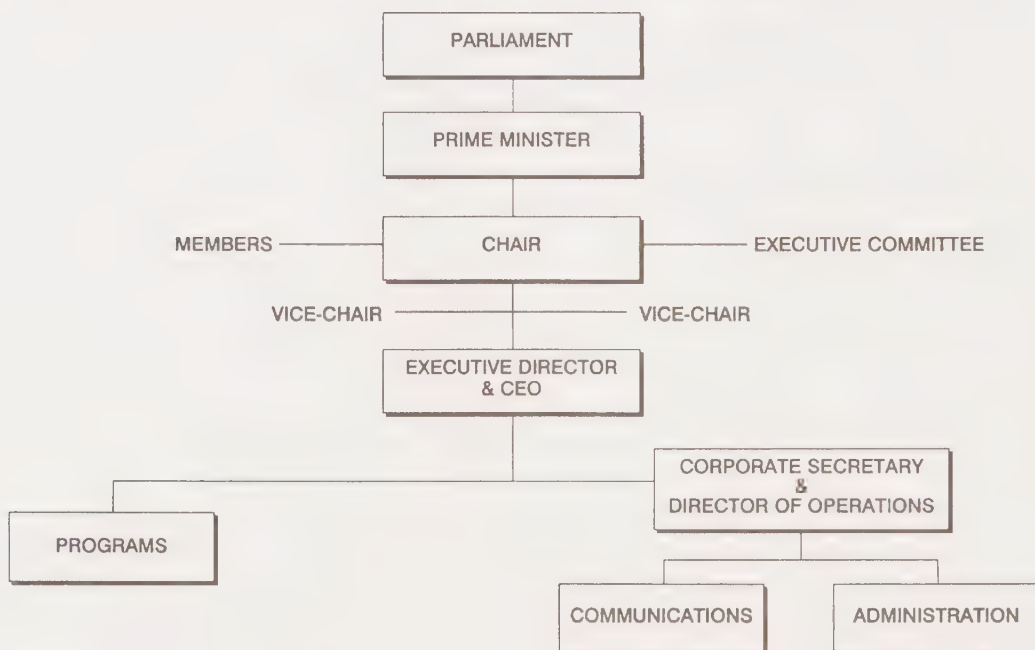 PARLIAMENT
PRIME MINISTER
MEMBERS
CHAIR
EXECUTIVE COMMITTEE
VICE-CHAIR
VICE-CHAIR
EXECUTIVE DIRECTOR
& CEO
CORPORATE SECRETARY
&
DIRECTOR OF OPERATIONS
PROGRAMS
COMMUNICATIONS
ADMINISTRATION